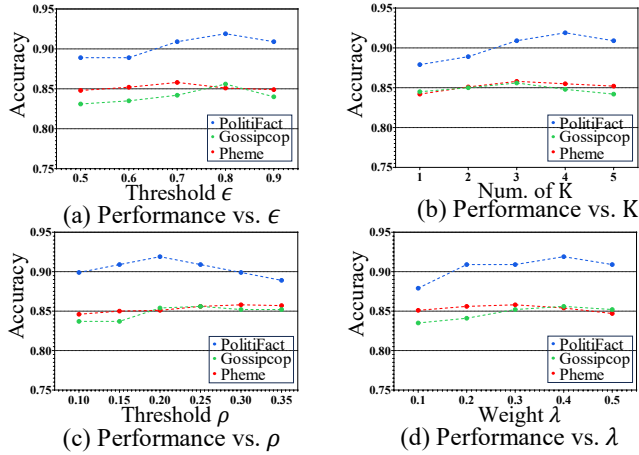 Accuracy
0.95
0.90
0.85
0.80
0.75
PolitiFact
Gossipcop
Pheme
0.5 0.6 0.7 0.8 0.9
Threshold ϵ
(a) Performance vs. ϵ
Accuracy
0.95
0.90
0.85
0.80
0.75
PolitiFact
Gossipcop
Pheme
1 2 3 4 5
Num. of K
(b) Performance vs. K
Accuracy
0.95
0.90
0.85
0.80
0.75
PolitiFact
Gossipcop
Pheme
0.10 0.15 0.20 0.25 0.30 0.35
Threshold ρ
(c) Performance vs. ρ
Accuracy
0.95
0.90
0.85
0.80
0.75
PolitiFact
Gossipcop
Pheme
0.1 0.2 0.3 0.4 0.5
Weight λ
(d) Performance vs. λ